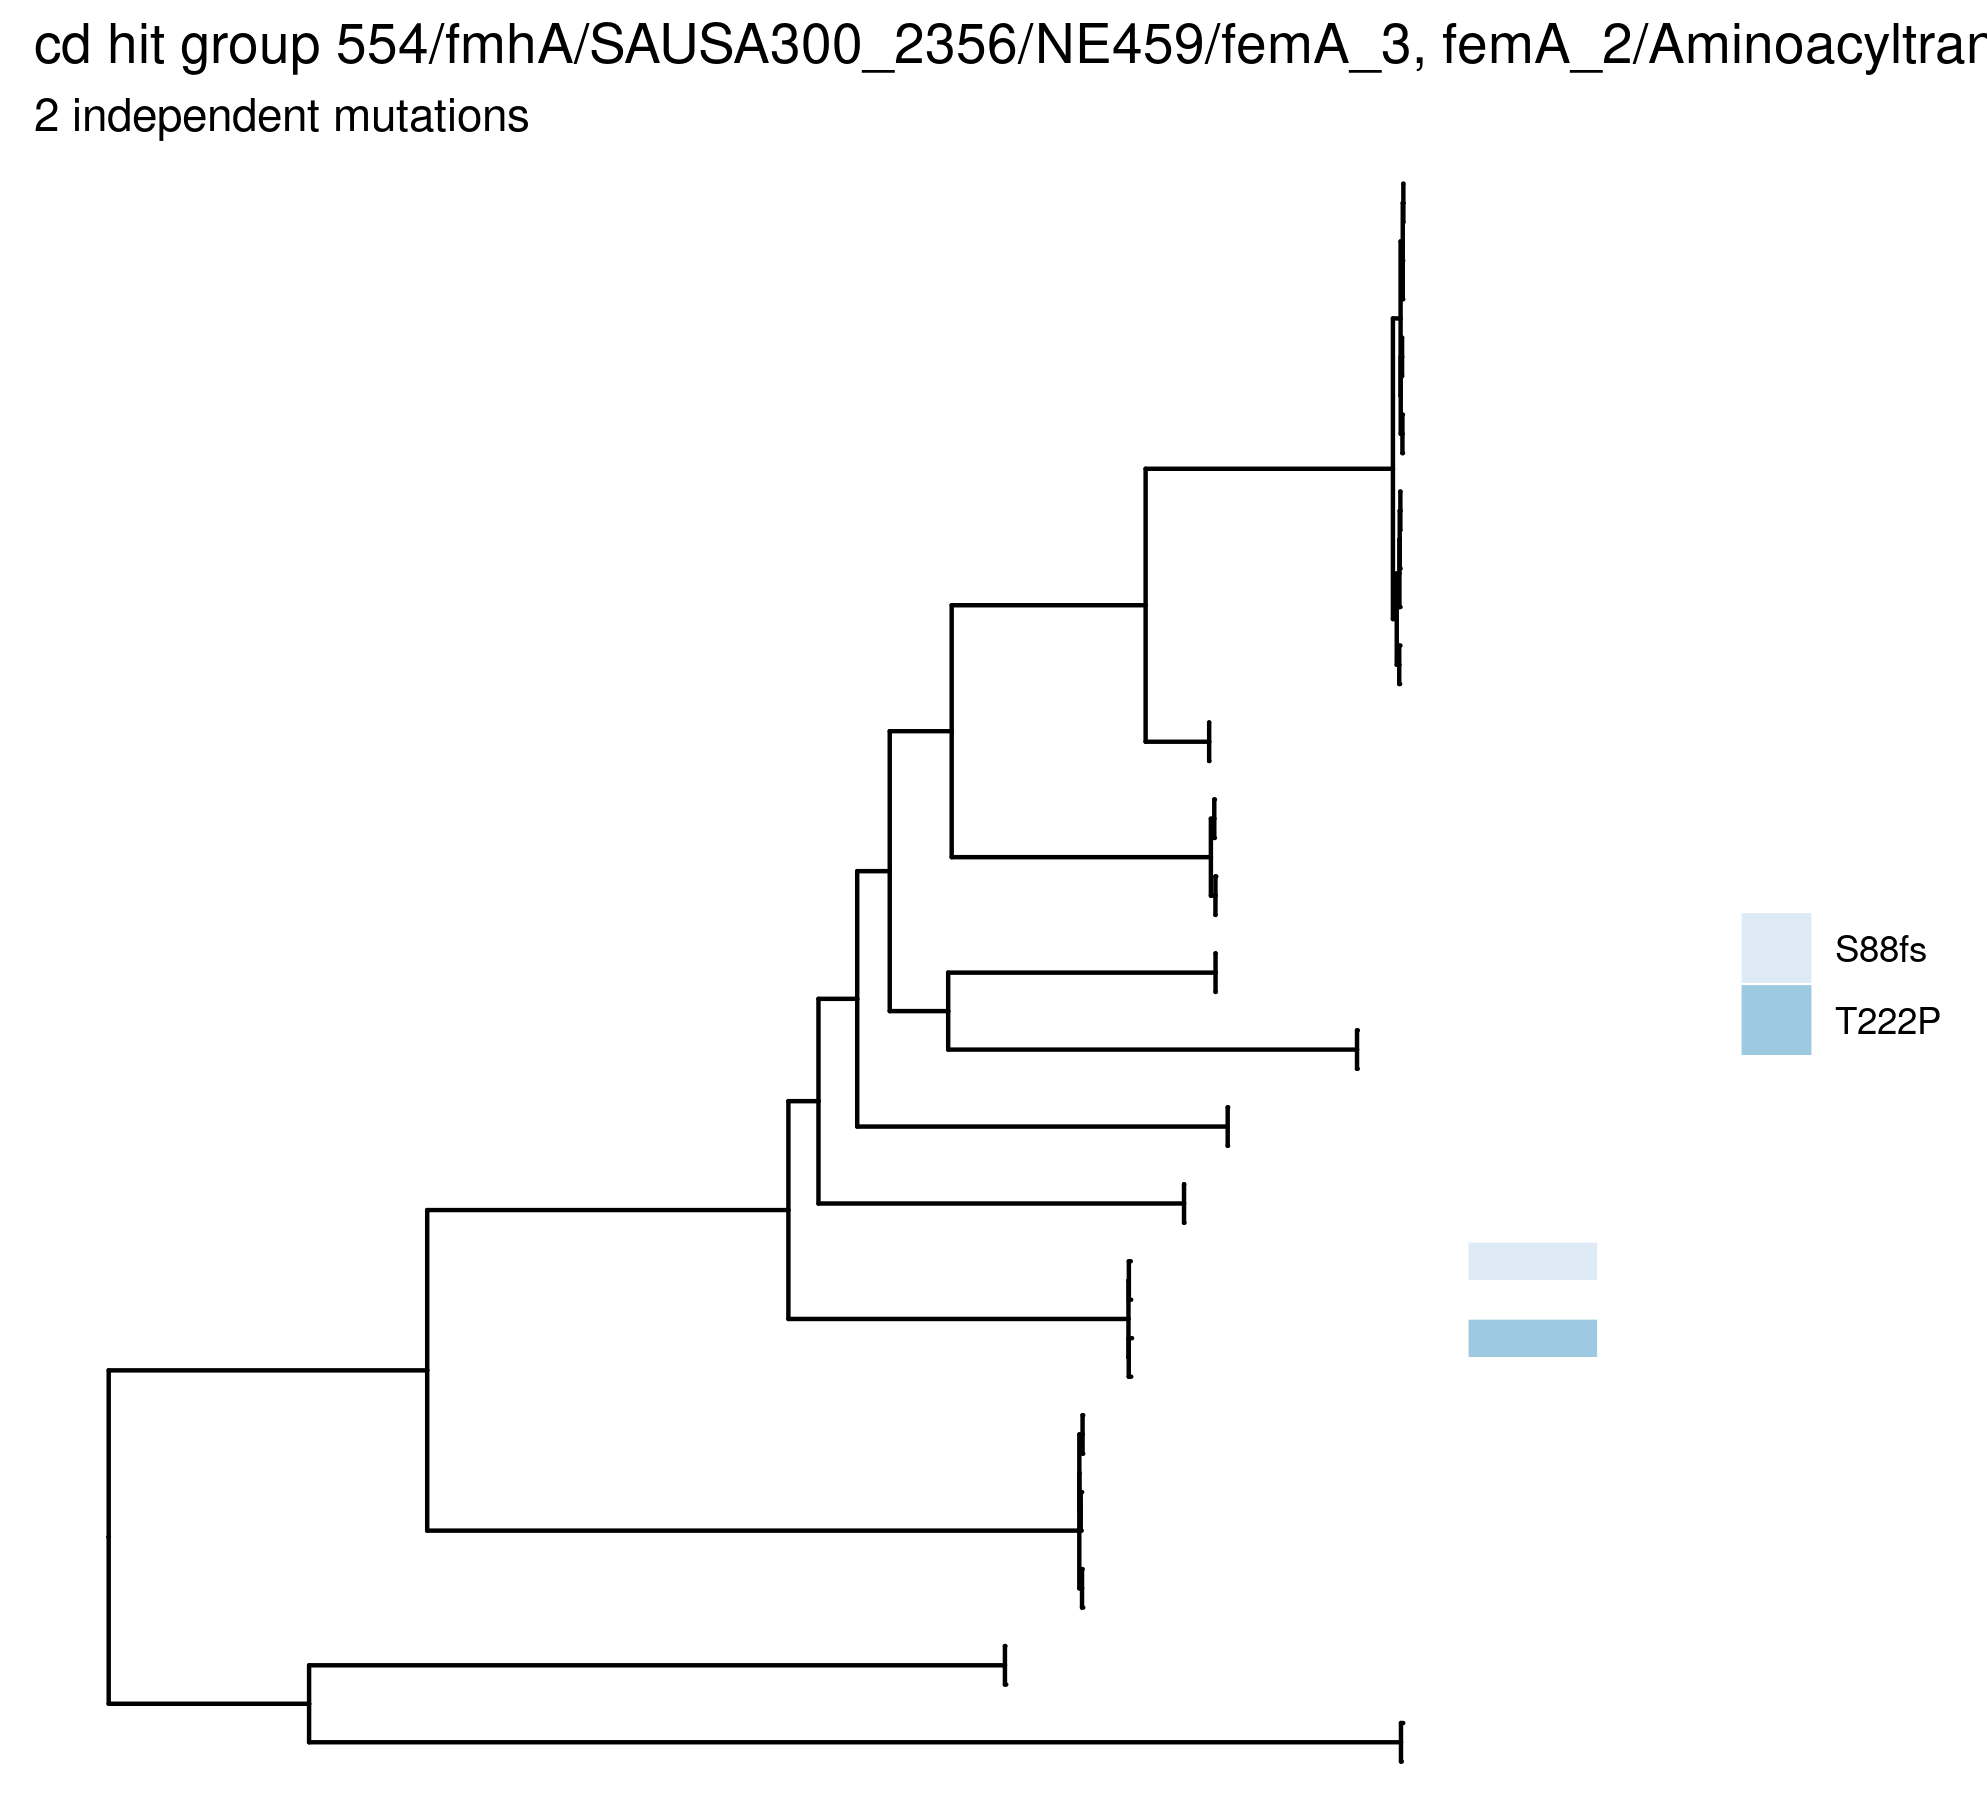 cd hit group 554/fmhA/SAUSA300_2356/NE459/femA_3, femA_2/Aminoacyltran
2 independent mutations
S88fs
T222P